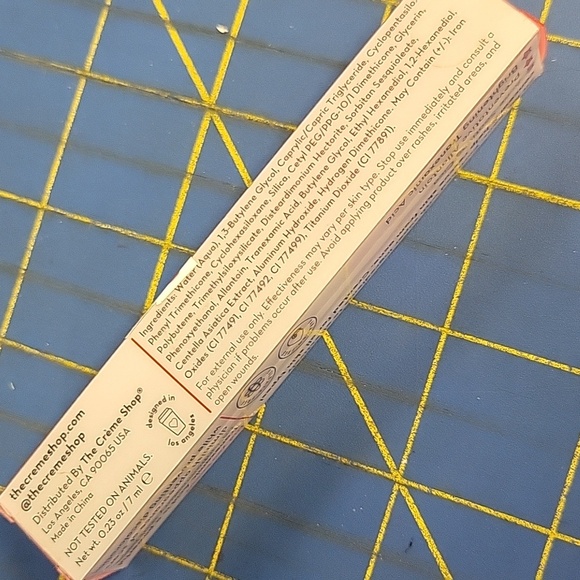 Ingredients: Water (Aqua), 1,3-Butylene Glycol, Caprylic/Capric Triglyceride, Cyclopentasilo
Phenyl Trimethicone, Cyclohexasiloxane, Silica, Cetyl PEG/PPG-10/1 Dimethicone, Glycerin,
Polybutene, Trimethylsiloxysilicate, Disteardimonium Hectorite, Sorbitan Sesquioleate,
Phenoxyethanol, Allantoin, Tranexamic Acid, Butylene Glycol, Ethyl Hexanediol, 1,2-Hexanediol,
Centella Asiatica Extract, Aluminum Hydroxide, Hydrogen Dimethicone. May Contain (+/-): Iron
Oxides (CI 77491, CI 77492, CI 77499), Titanium Dioxide (CI 77891).
For external use only. Effectiveness may vary per skin type. Stop use immediately and consult a
physician if problems occur after use. Avoid applying product over rashes, irritated areas, and
open wounds.
thecremeshop.com
@thecremeshop
Distributed By The Crème Shop®
Los Angeles, CA 90065 USA
Made in China
designed in
los angeles
NOT TESTED ON ANIMALS.
Net wt. 0.23 oz / 7 ml ℮